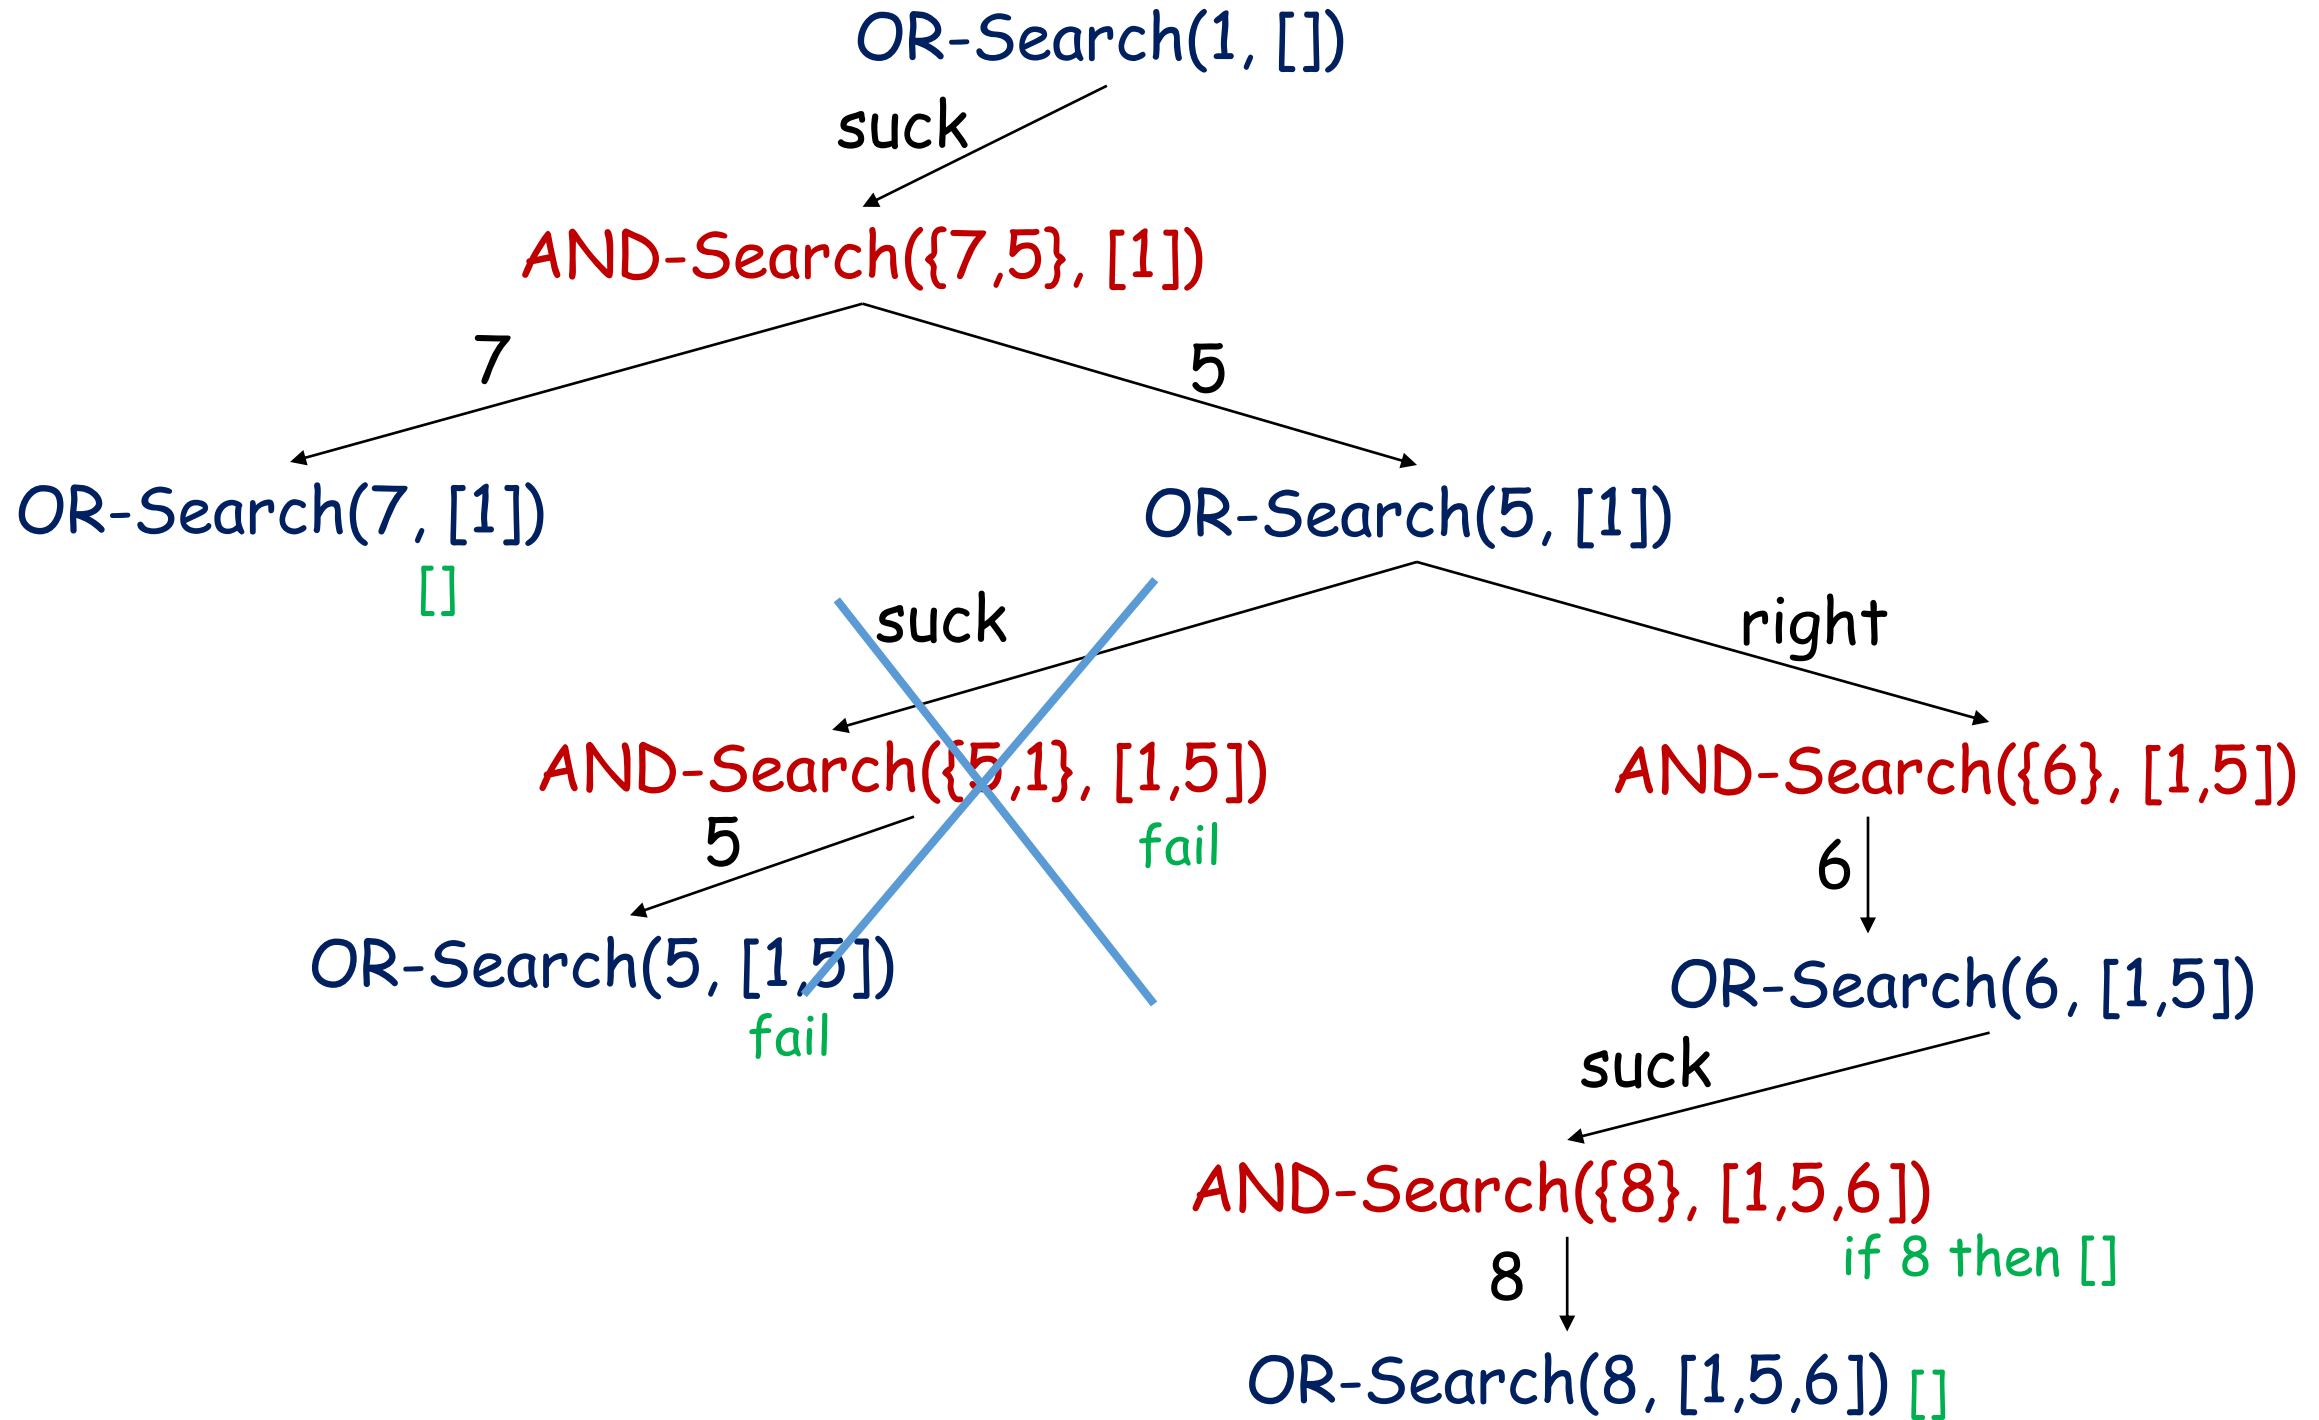 OR-Search(1, [])
suck
AND-Search({7,5}, [1])
7
5
OR-Search(7, [1])
[]
OR-Search(5, [1])
suck
right
AND-Search({5,1}, [1,5])
fail
AND-Search({6}, [1,5])
5
6
OR-Search(5, [1,5])
fail
OR-Search(6, [1,5])
suck
AND-Search({8}, [1,5,6])
if 8 then []
8
OR-Search(8, [1,5,6]) []